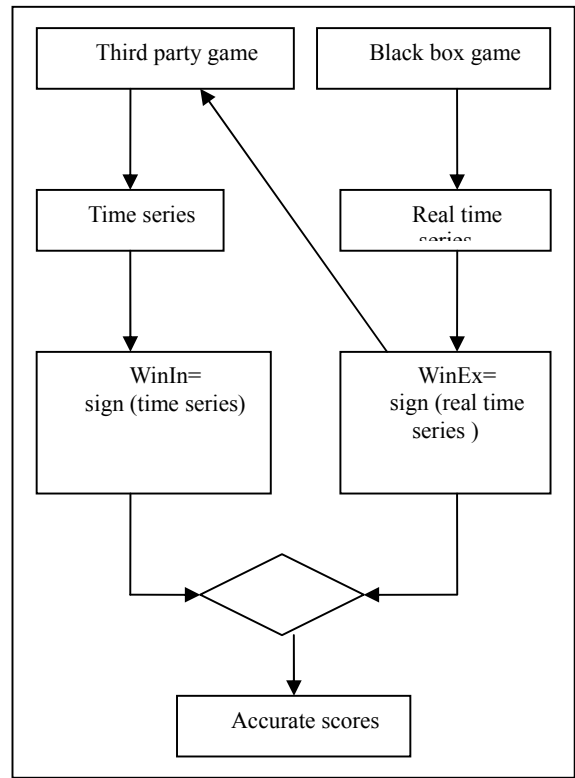 Third party game
Black box game
Time series
Real time
series
WinIn=
sign (time series)
WinEx=
sign (real time
series )
Accurate scores